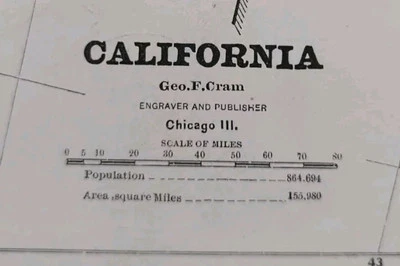 CALIFORNIA
Geo.F.Cram
ENGRAVER AND PUBLISHER
Chicago Ill.
SCALE OF MILES
0 5 10 20 30 40 50 60 70 80
Population 864.694
Area square Miles 155.980
43